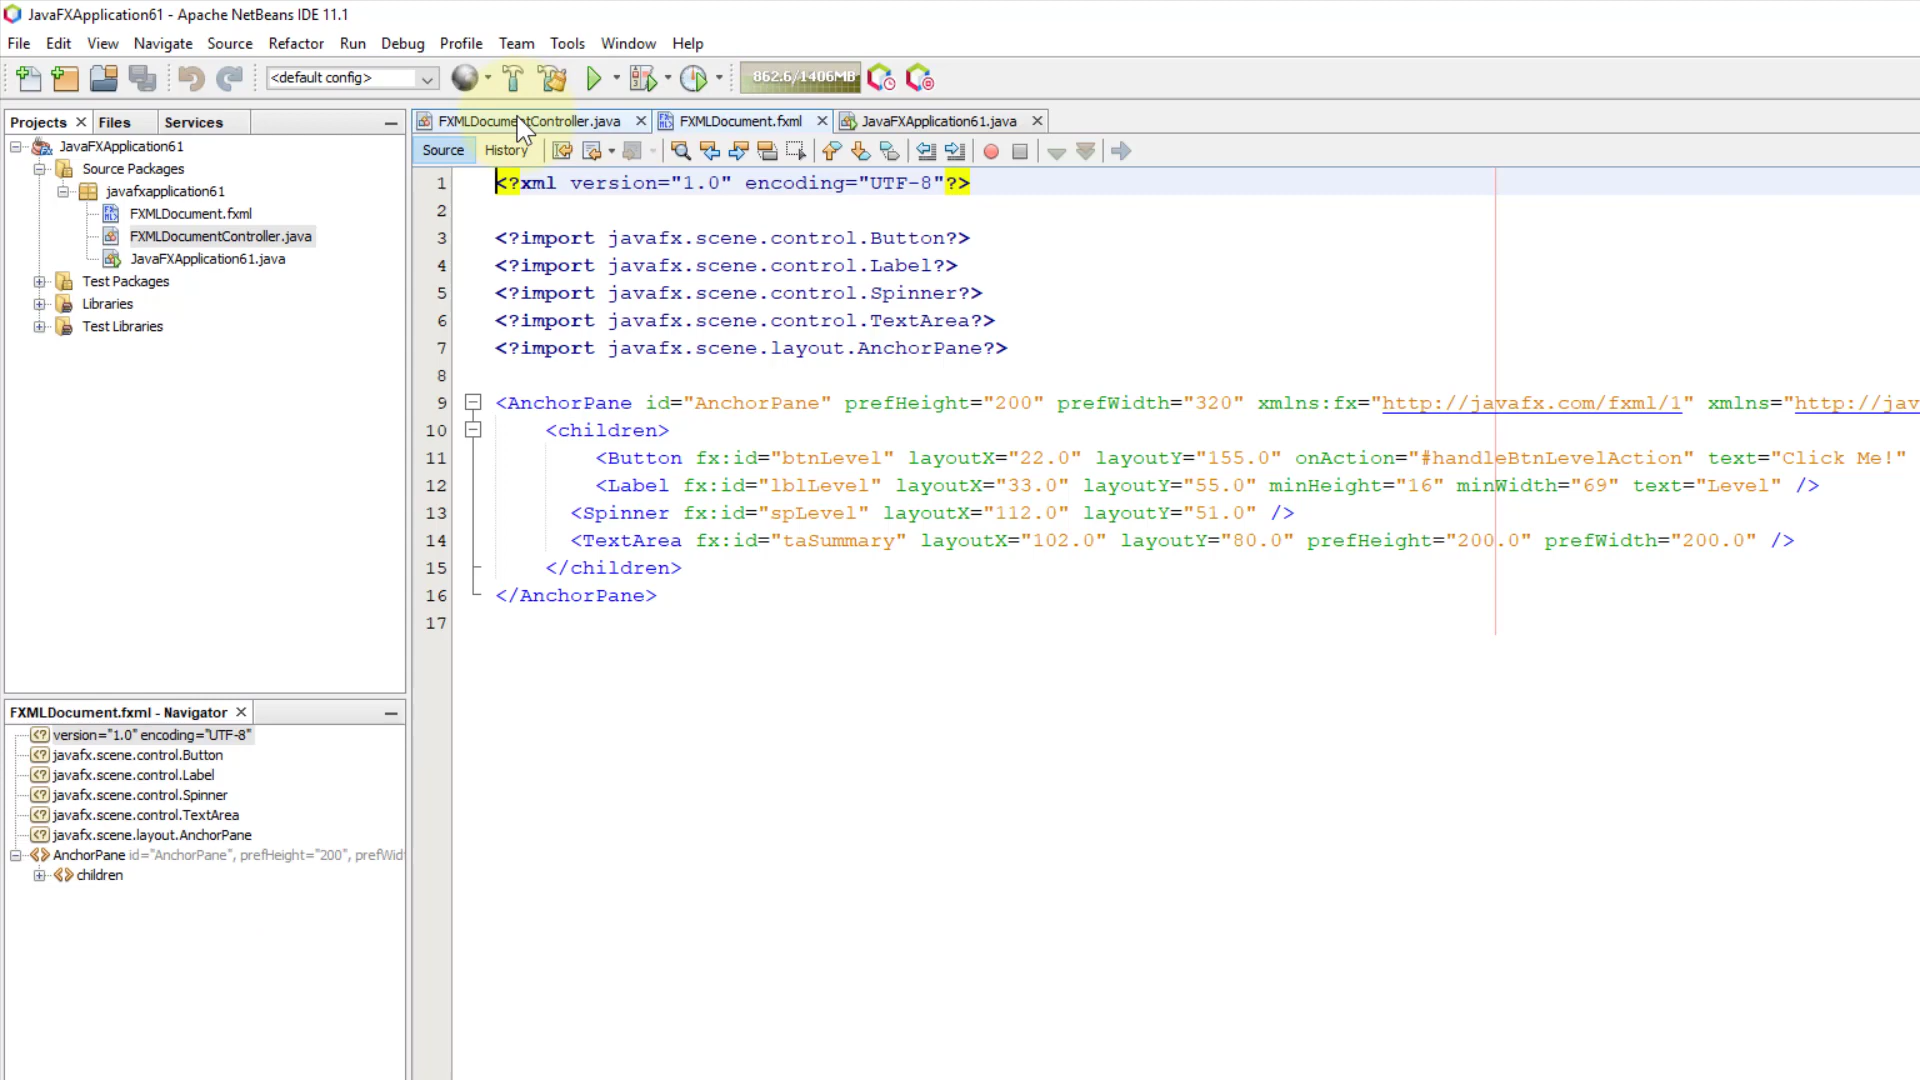 JavaFXApplication61 - Apache NetBeans IDE 11.1
File Edit View Navigate Source Refactor Run Debug Profile Team Tools Window Help
<default config> 862.6/1406MB
Projects Files Services
JavaFXApplication61
Source Packages
javafxapplication61
FXMLDocument.fxml
FXMLDocumentController.java
JavaFXApplication61.java
Test Packages
Libraries
Test Libraries
FXMLDocument.fxml - Navigator
version="1.0" encoding="UTF-8"
javafx.scene.control.Button
javafx.scene.control.Label
javafx.scene.control.Spinner
javafx.scene.control.TextArea
javafx.scene.layout.AnchorPane
AnchorPane id="AnchorPane", prefHeight="200", prefWid
children
FXMLDocumentController.java FXMLDocument.fxml JavaFXApplication61.java
Source History
1 <?xml version="1.0" encoding="UTF-8"?>
2
3 <?import javafx.scene.control.Button?>
4 <?import javafx.scene.control.Label?>
5 <?import javafx.scene.control.Spinner?>
6 <?import javafx.scene.control.TextArea?>
7 <?import javafx.scene.layout.AnchorPane?>
8
9 <AnchorPane id="AnchorPane" prefHeight="200" prefWidth="320" xmlns:fx="http://javafx.com/fxml/1" xmlns="http://jav
10 <children>
11 <Button fx:id="btnLevel" layoutX="22.0" layoutY="155.0" onAction="#handleBtnLevelAction" text="Click Me!"
12 <Label fx:id="lblLevel" layoutX="33.0" layoutY="55.0" minHeight="16" minWidth="69" text="Level" />
13 <Spinner fx:id="spLevel" layoutX="112.0" layoutY="51.0" />
14 <TextArea fx:id="taSummary" layoutX="102.0" layoutY="80.0" prefHeight="200.0" prefWidth="200.0" />
15 </children>
16 </AnchorPane>
17